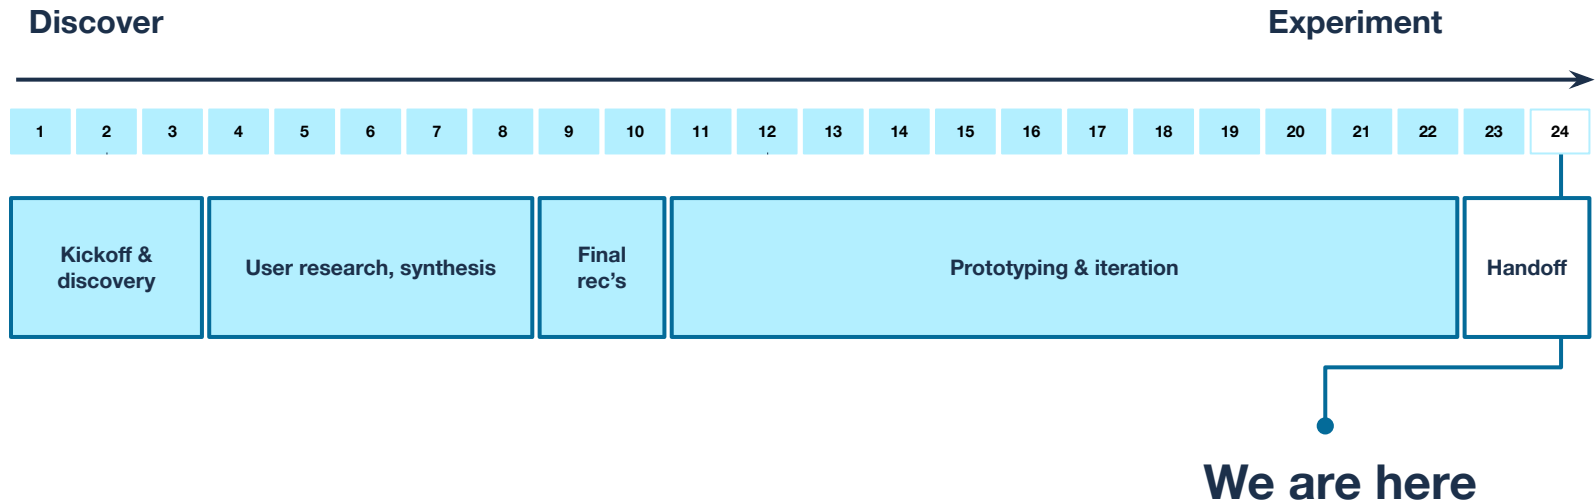 Discover Experiment
1 2 3 4 5 6 7 8 9 10 11 12 13 14 15 16 17 18 19 20 21 22 23 24
Kickoff &
discovery
User research, synthesis
Final
rec’s
Prototyping & iteration
Handoff
We are here